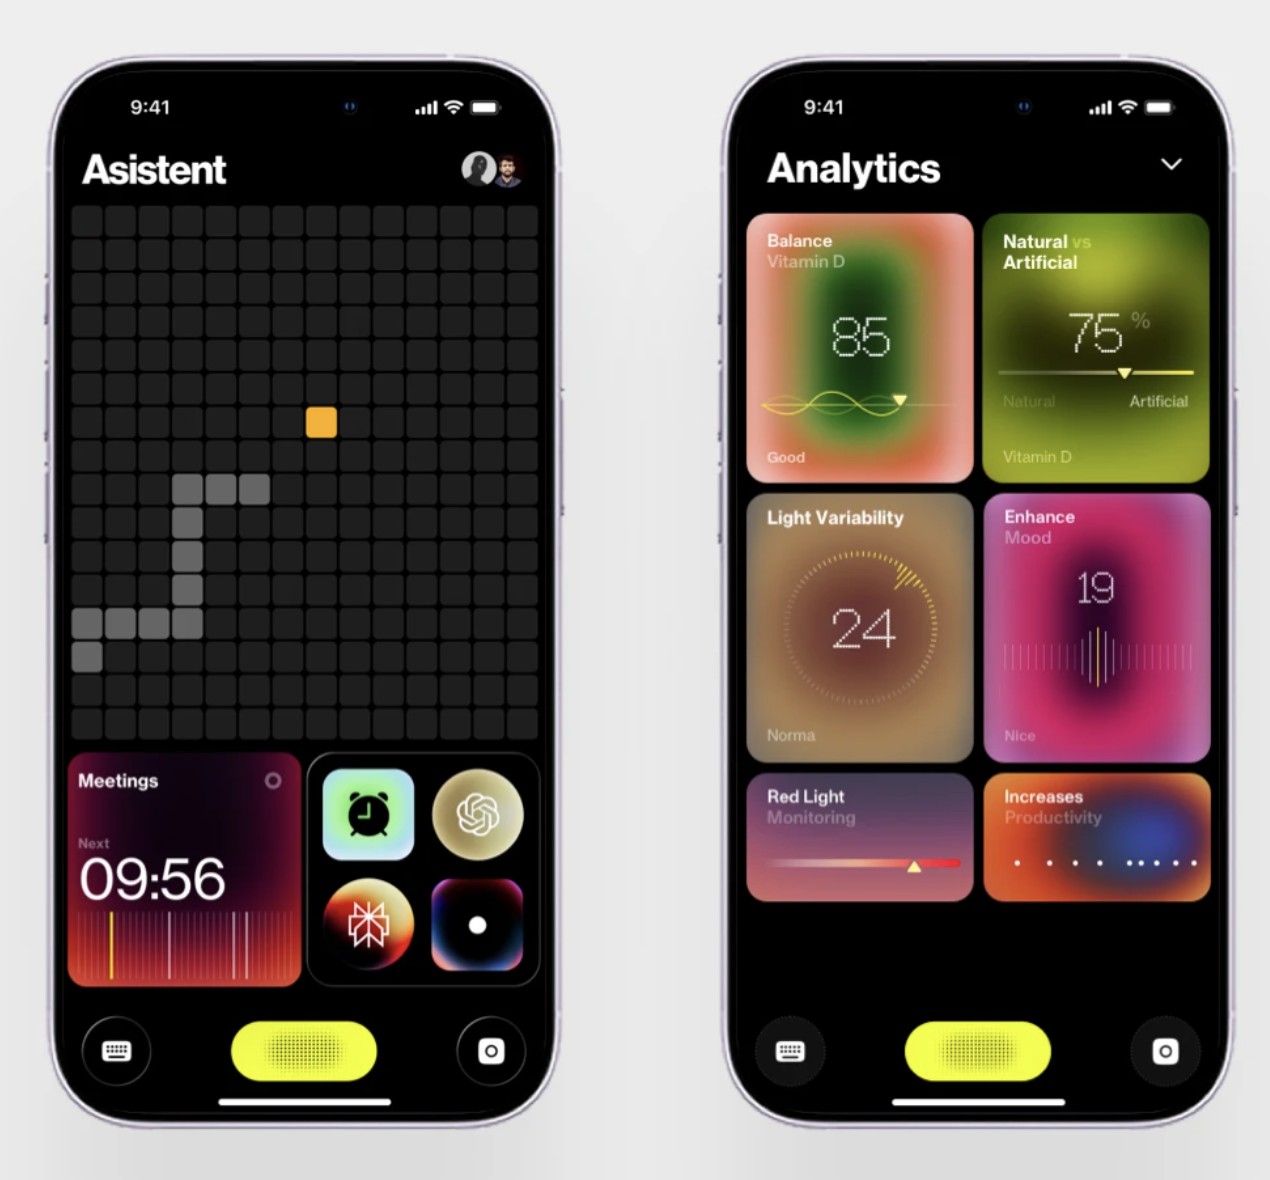 9:41
Asistent
Meetings
Next
09:56
9:41
Analytics
Balance
Vitamin D
85
Good
Natural vs
Artificial
75 %
Natural
Artificial
Vitamin D
Light Variability
24
Norma
Enhance
Mood
19
Nice
Red Light
Monitoring
Increases
Productivity